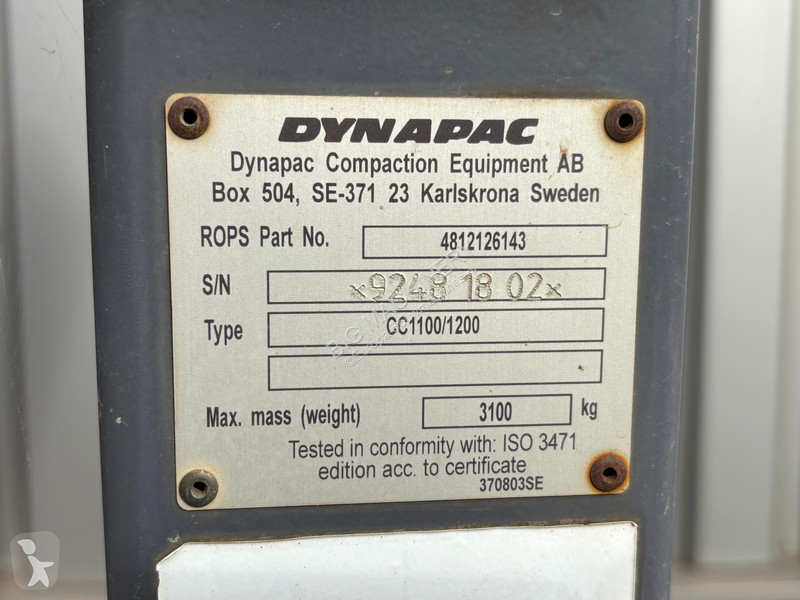 DYNAPAC
Dynapac Compaction Equipment AB
Box 504, SE-371 23 Karlskrona Sweden
ROPS Part No. 4812126143
S/N *9248 18 02*
Type CC1100/1200
Max. mass (weight) 3100 kg
Tested in conformity with: ISO 3471
edition acc. to certificate
370803SE